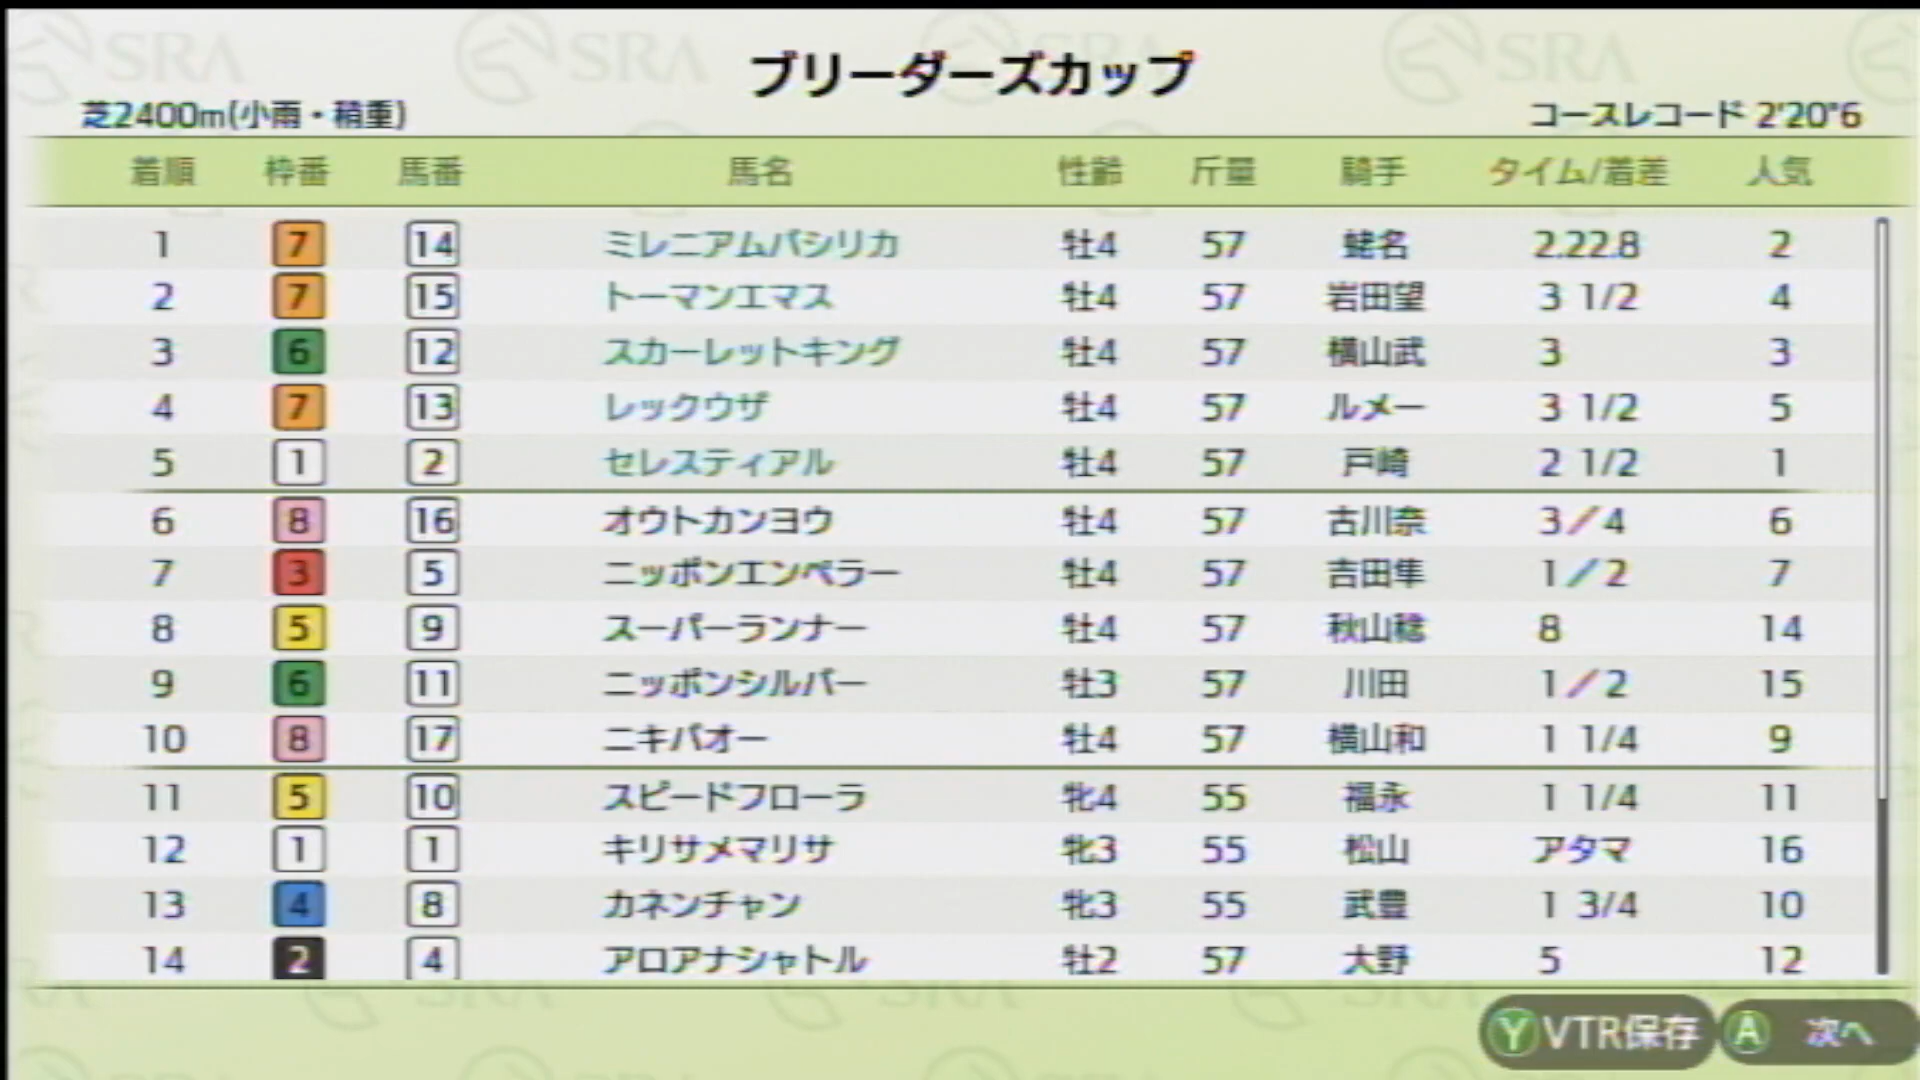 ブリーダーズカップ
芝2400m(小雨・稍重)
コースレコード 2'20"6
着順 枠番 馬番 馬名 性齢 斤量 騎手 タイム/着差 人気
1 7 14 ミレニアムバシリカ 牡4 57 蛯名 2.22.8 2
2 7 15 トーマンエマス 牡4 57 岩田望 3 1/2 4
3 6 12 スカーレットキング 牡4 57 横山武 3 3
4 7 13 レックウザ 牡4 57 ルメー 3 1/2 5
5 1 2 セレスティアル 牡4 57 戸崎 2 1/2 1
6 8 16 オウトカンヨウ 牡4 57 古川奈 3／4 6
7 3 5 ニッポンエンペラー 牡4 57 吉田隼 1／2 7
8 5 9 スーパーランナー 牡4 57 秋山稔 8 14
9 6 11 ニッポンシルバー 牡3 57 川田 1／2 15
10 8 17 ニキバオー 牡4 57 横山和 1 1/4 9
11 5 10 スピードフローラ 牝4 55 福永 1 1/4 11
12 1 1 キリサメマリサ 牝3 55 松山 アタマ 16
13 4 8 カネンチャン 牝3 55 武豊 1 3/4 10
14 2 4 アロアナシャトル 牡2 57 大野 5 12
Y VTR保存 A 次へ